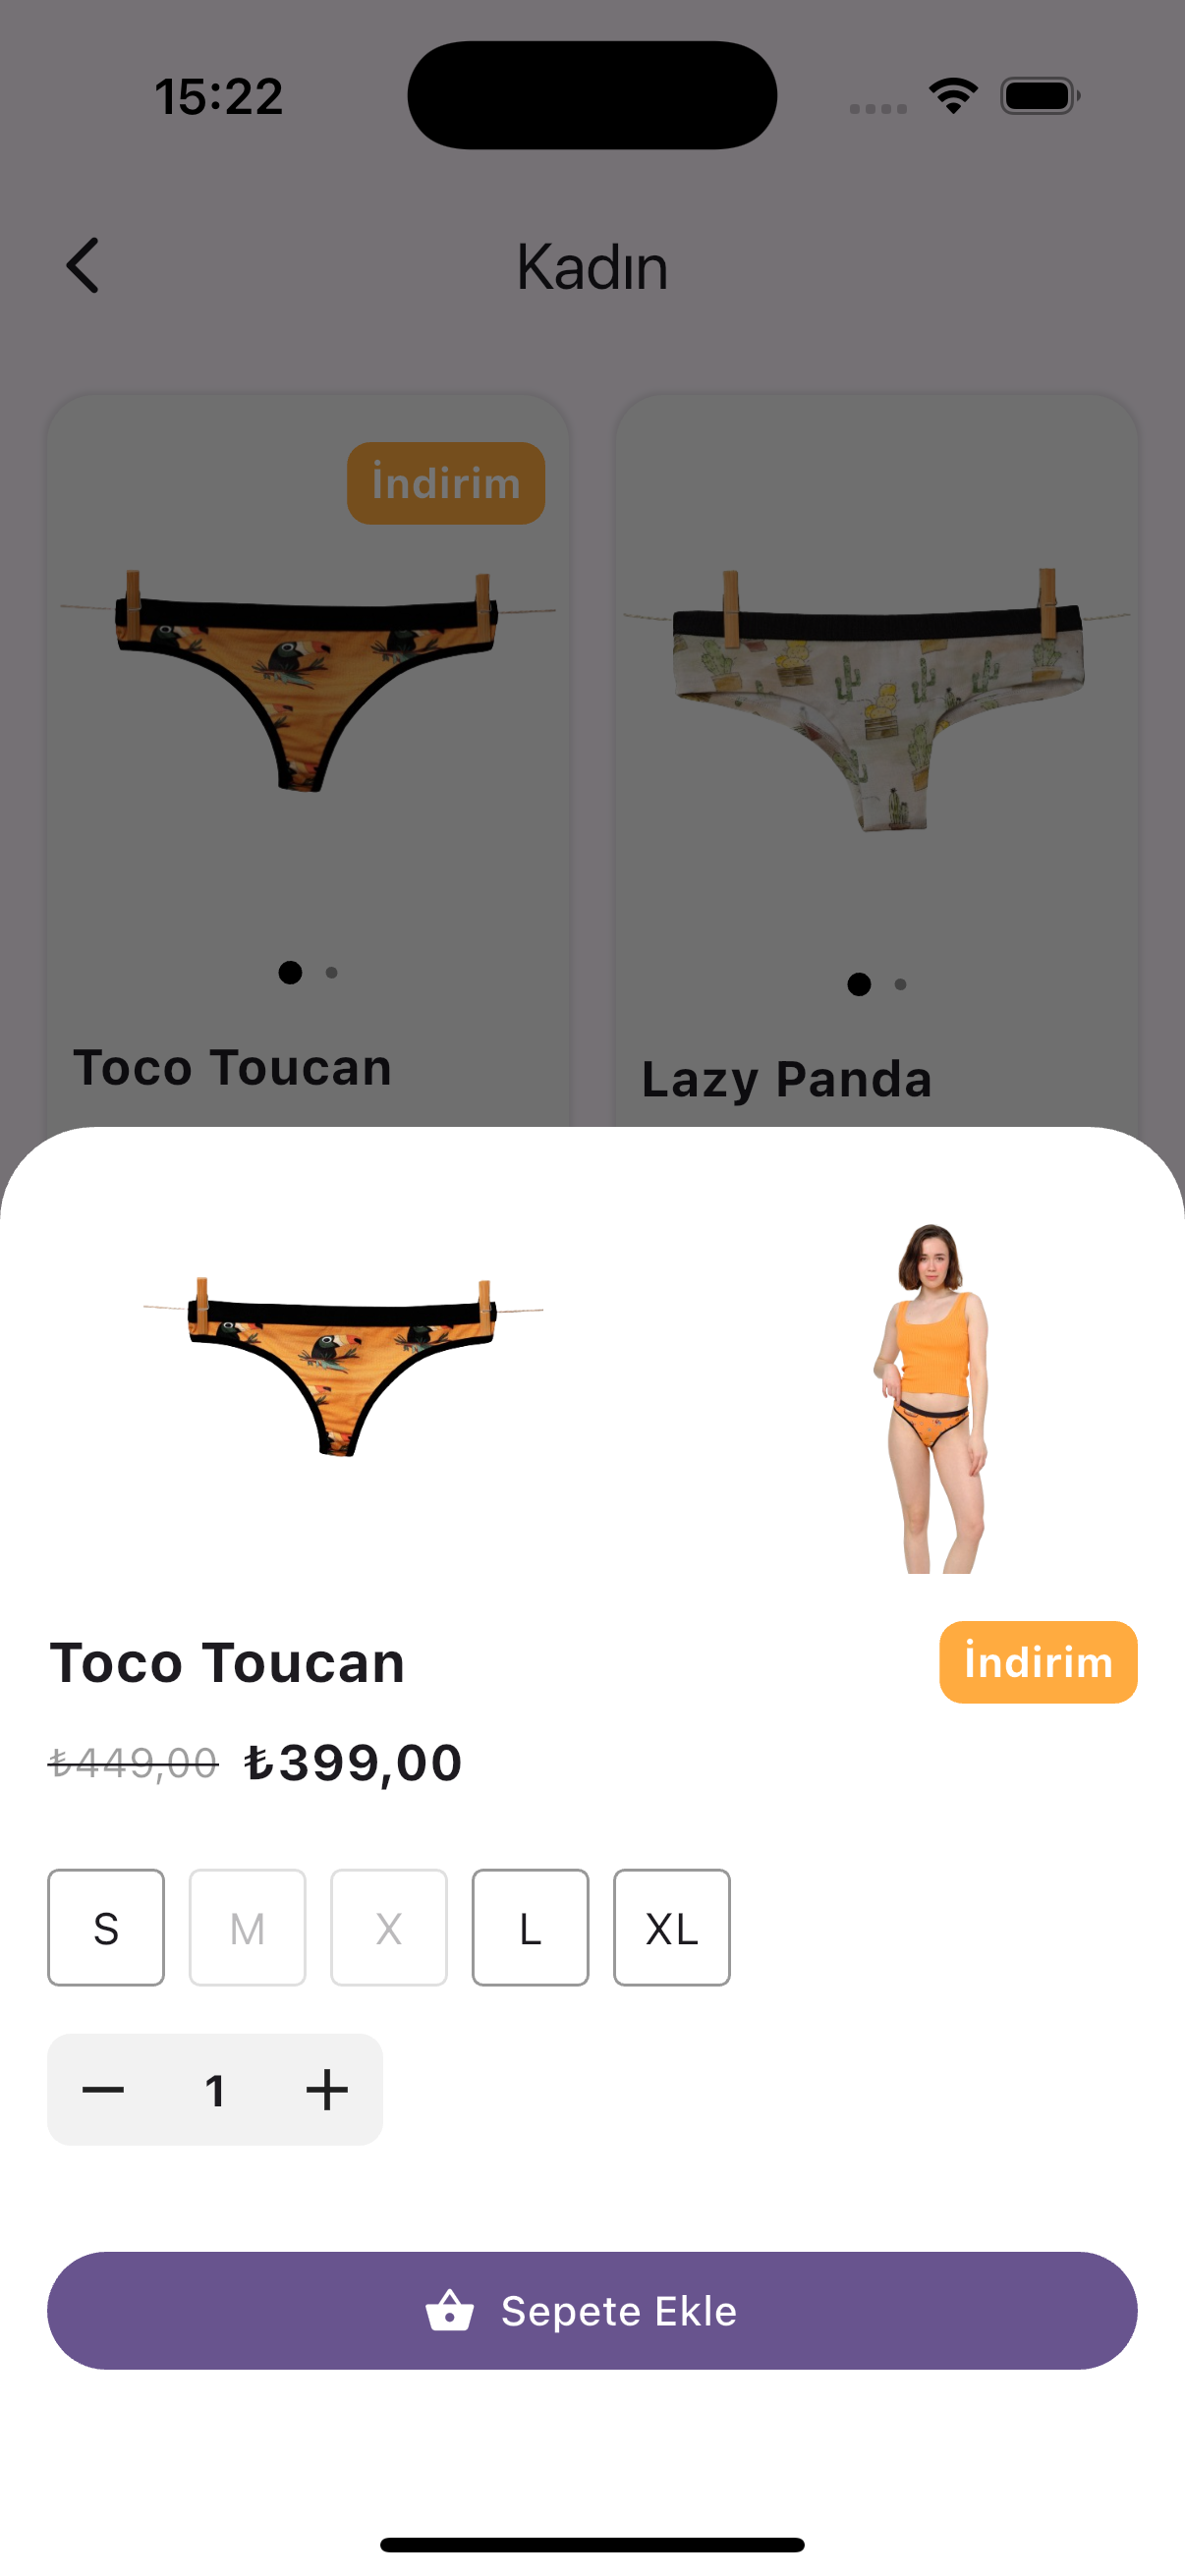 15:22
Kadın
İndirim
Toco Toucan
Lazy Panda
Toco Toucan
İndirim
₺449,00 ₺399,00
S M X L XL
1
Sepete Ekle